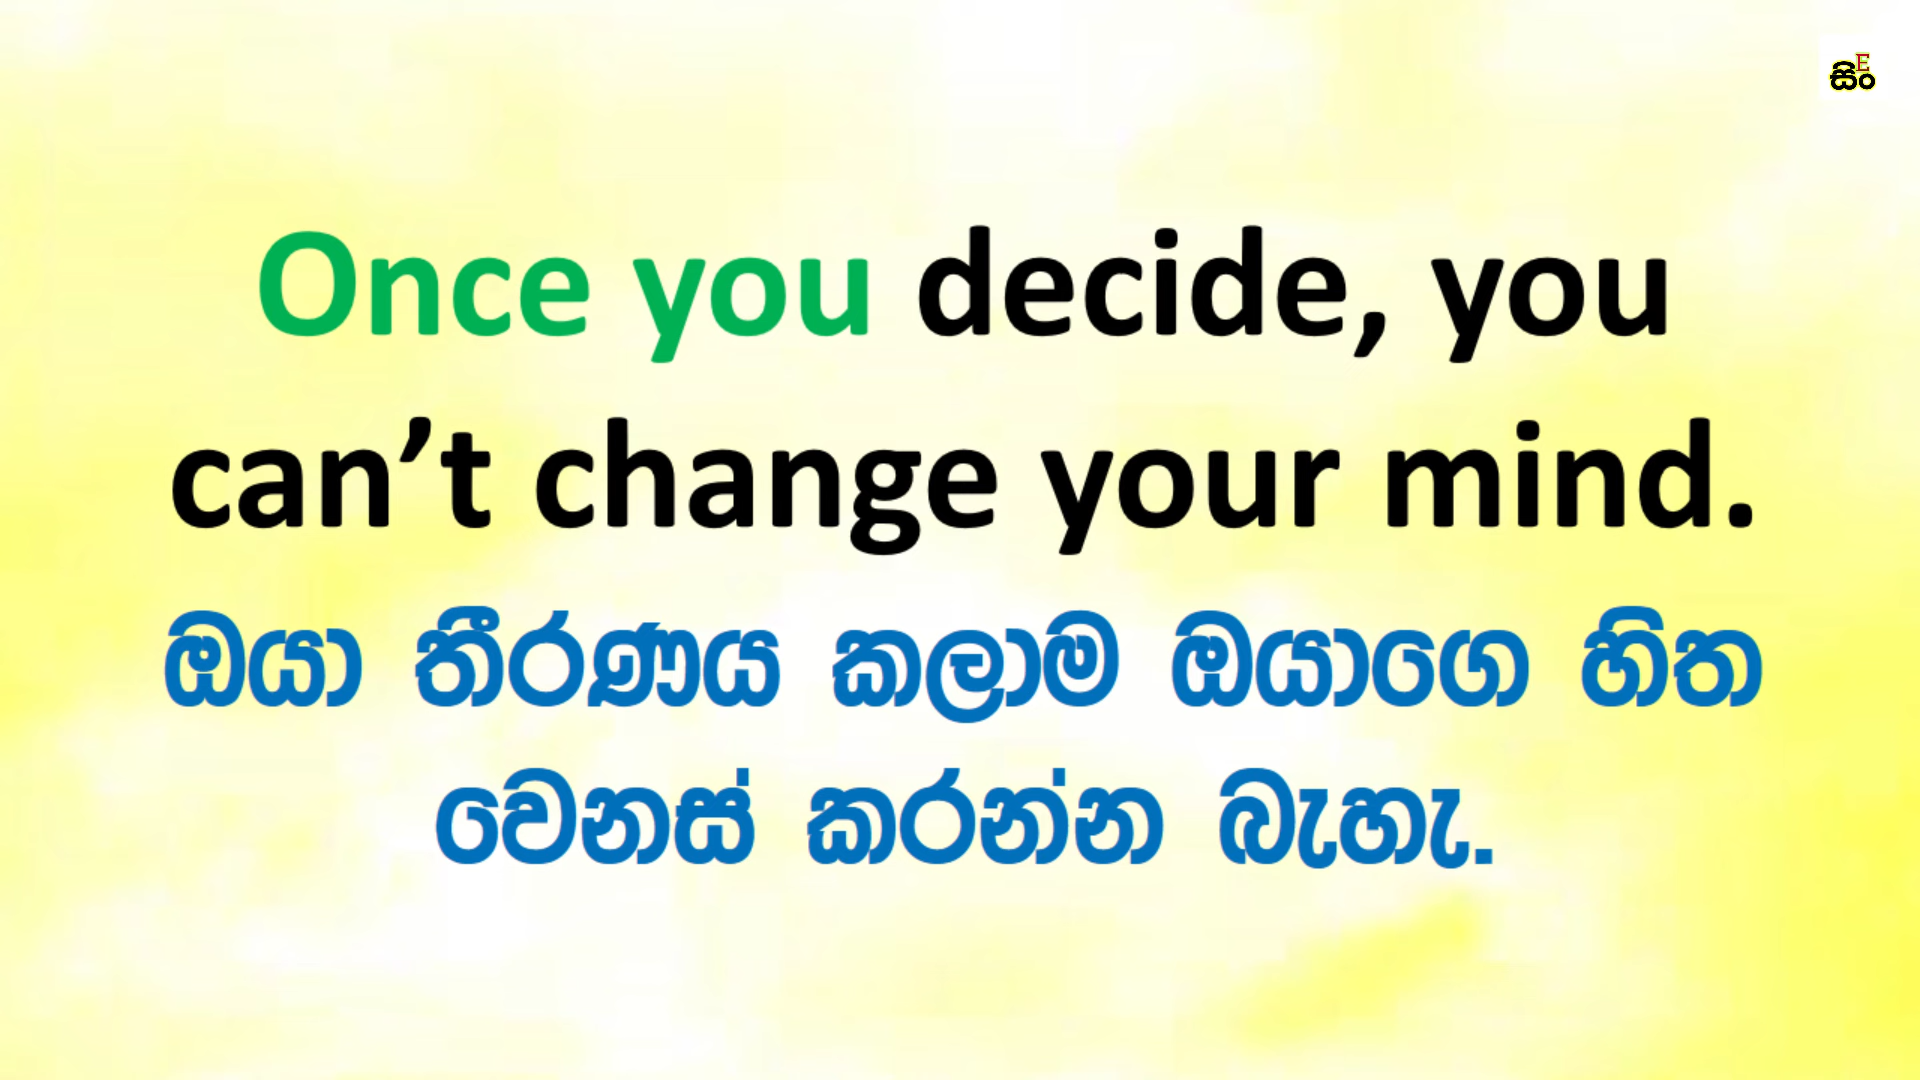 සිං E
Once you decide, you
can’t change your mind.
ඔයා තීරණය කලාම ඔයාගෙ හිත
වෙනස් කරන්න බැහැ.